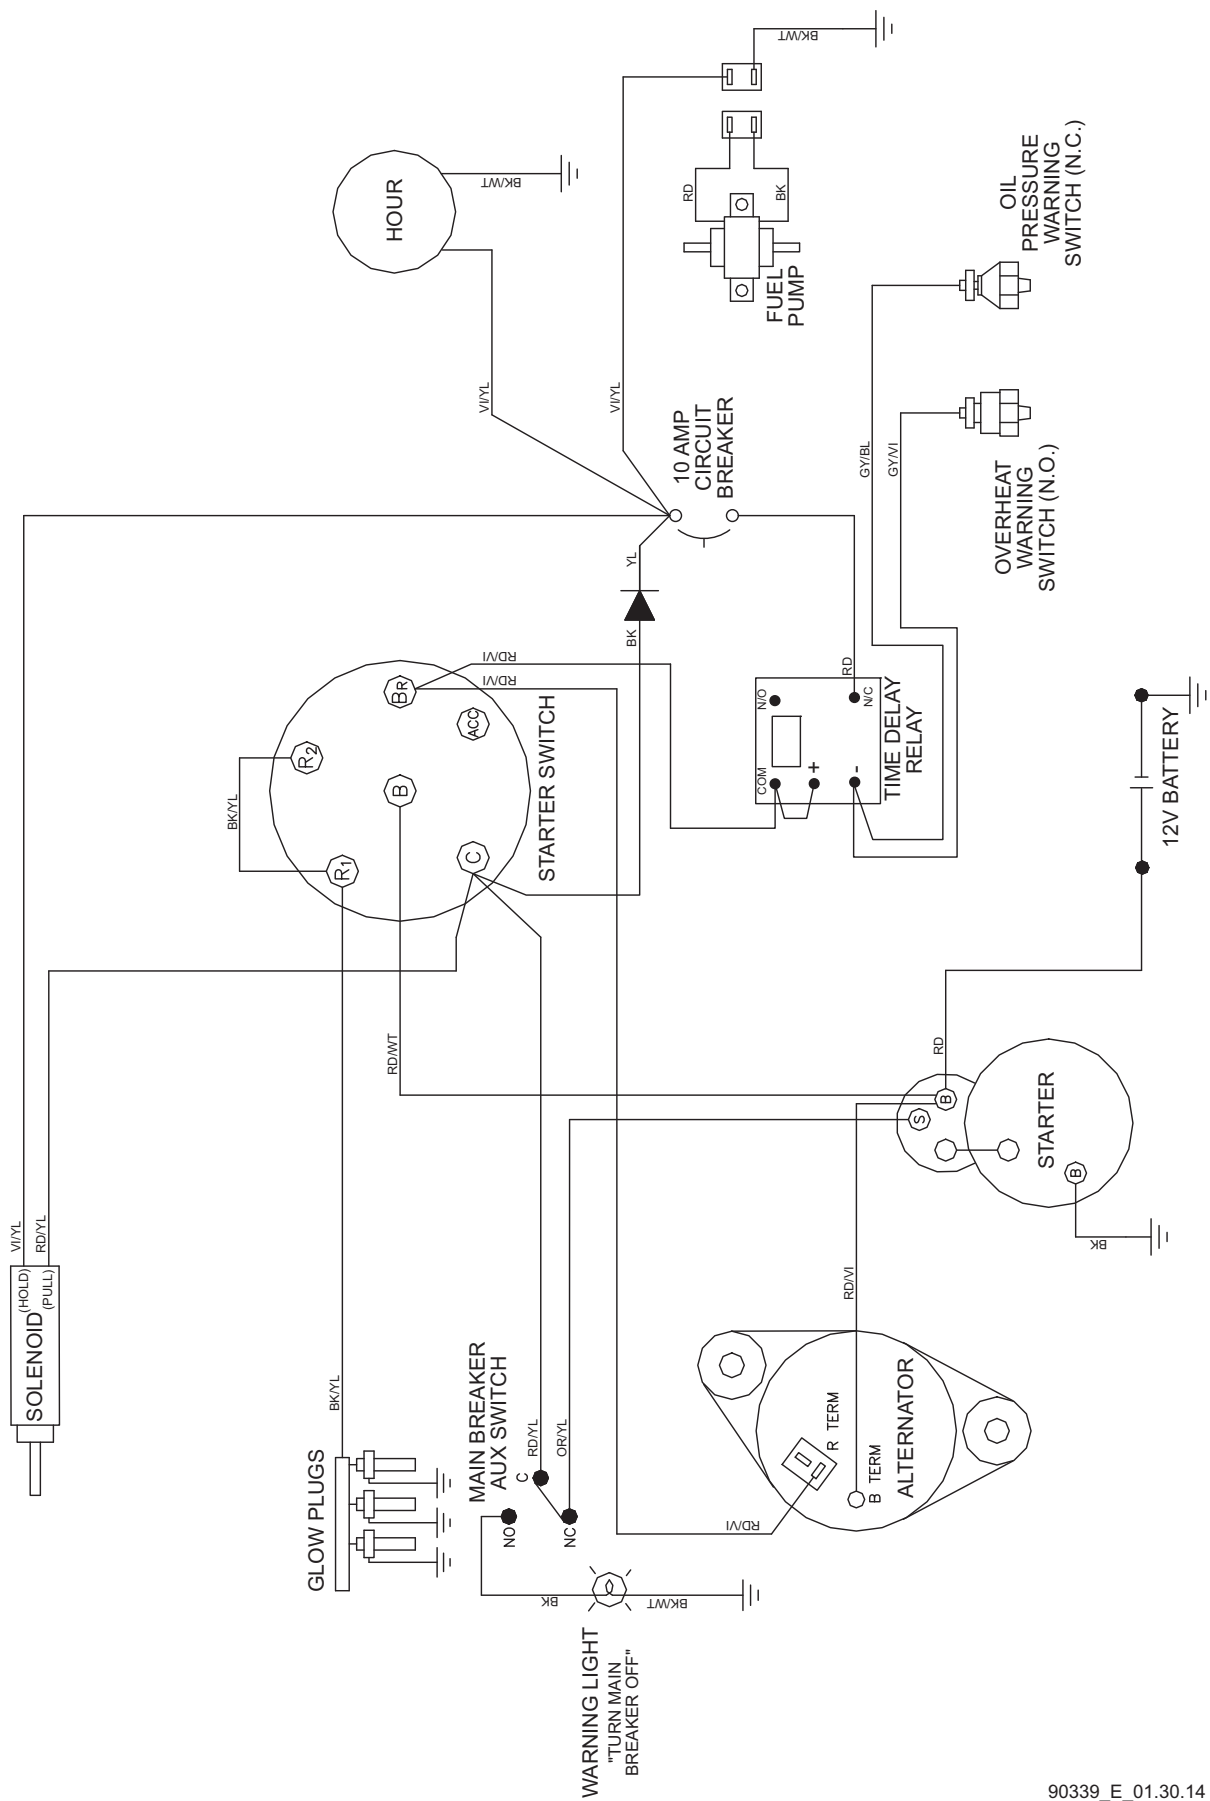 SOLENOID
(HOLD)
(PULL)
VI/YL
RD/YL
GLOW PLUGS
BK/YL
BK/YL
R1
R2
B
BR
C
ACC
STARTER SWITCH
RD/WT
RD/VI
RD/VI
HOUR
BK/WT
VI/YL
VI/YL
BK/WT
RD
BK
FUEL
PUMP
10 AMP
CIRCUIT
BREAKER
YL
BK
MAIN BREAKER
AUX SWITCH
NO
C
NC
RD/YL
OR/YL
BK
BK/WT
WARNING LIGHT
"TURN MAIN
BREAKER OFF"
RD/VI
R TERM
B TERM
ALTERNATOR
RD/VI
S
B
B
STARTER
BK
RD
12V BATTERY
COM
N/O
+
-
N/C
RD
TIME DELAY
RELAY
GY/BL
GY/VI
OVERHEAT
WARNING
SWITCH (N.O.)
OIL
PRESSURE
WARNING
SWITCH (N.C.)
90339_E_01.30.14